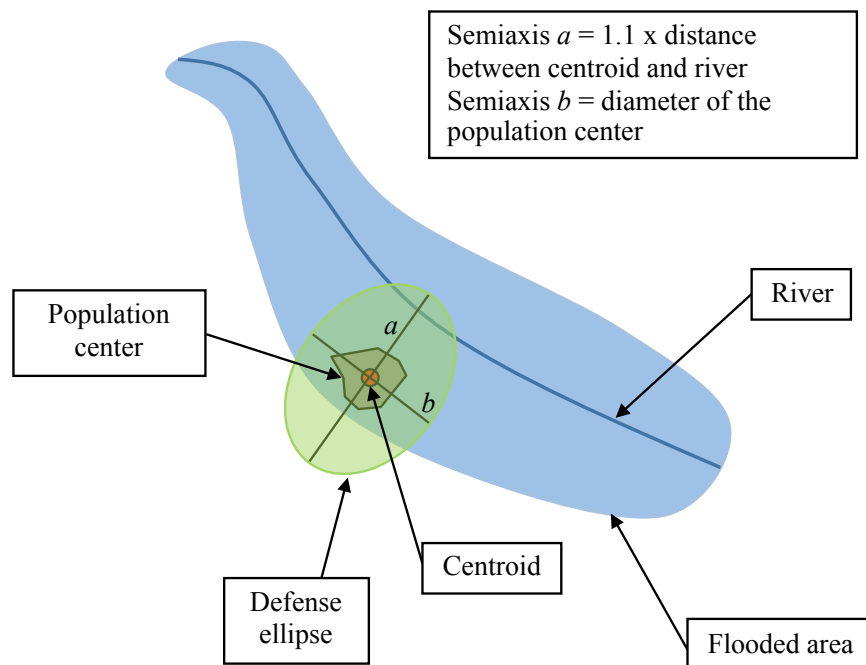 Semiaxis a = 1.1 x distance
between centroid and river
Semiaxis b = diameter of the
population center
River
Population
center
a
b
Centroid
Defense
ellipse
Flooded area